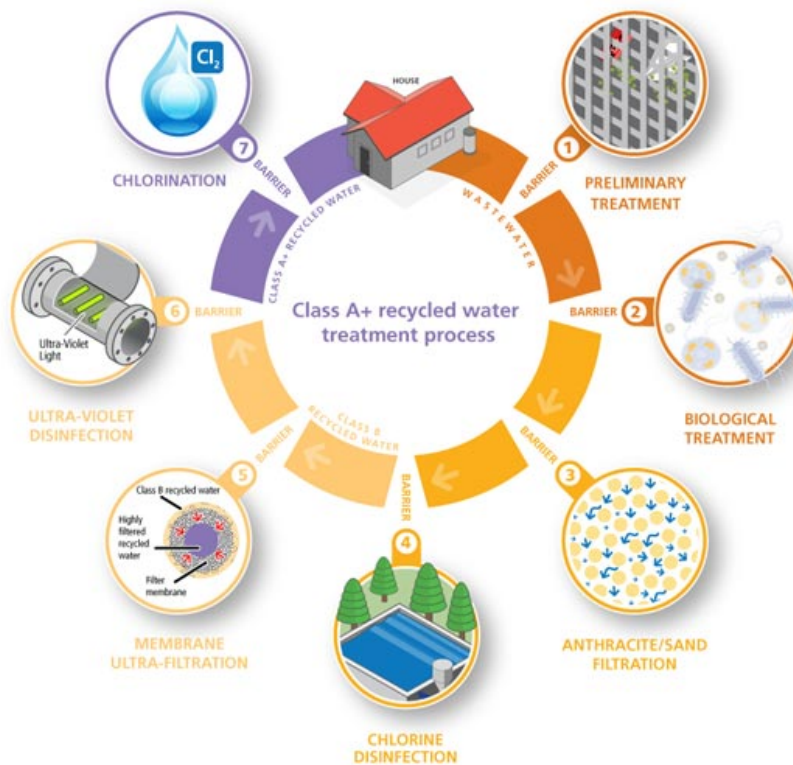 HOUSE
Class A+ recycled water
treatment process
WASTEWATER
BARRIER
1
PRELIMINARY
TREATMENT
BARRIER
2
BIOLOGICAL
TREATMENT
BARRIER
3
ANTHRACITE/SAND
FILTRATION
BARRIER
4
CHLORINE
DISINFECTION
CLASS B
RECYCLED WATER
BARRIER
5
Class B recycled water
Highly
filtered
recycled
water
Filter
membrane
MEMBRANE
ULTRA-FILTRATION
BARRIER
6
Ultra-Violet
Light
ULTRA-VIOLET
DISINFECTION
CLASS A+ RECYCLED WATER
BARRIER
7
Cl₂
CHLORINATION